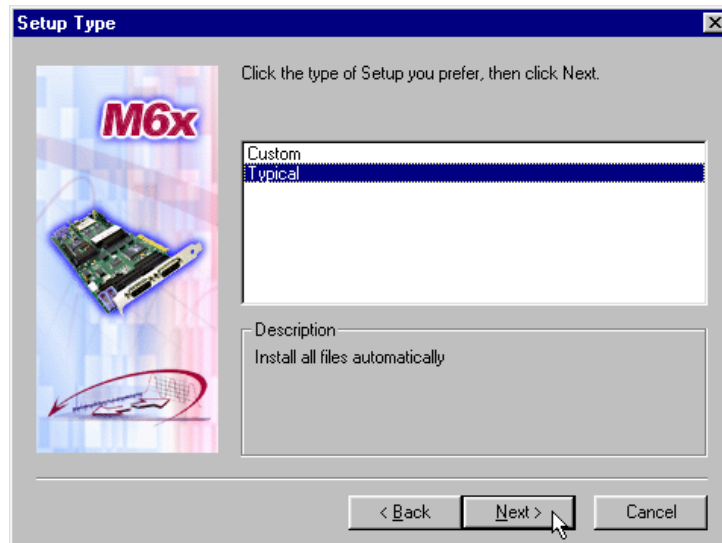 Setup Type
M6x
Click the type of Setup you prefer, then click Next.
Custom
Typical
Description
Install all files automatically
< Back
Next >
Cancel